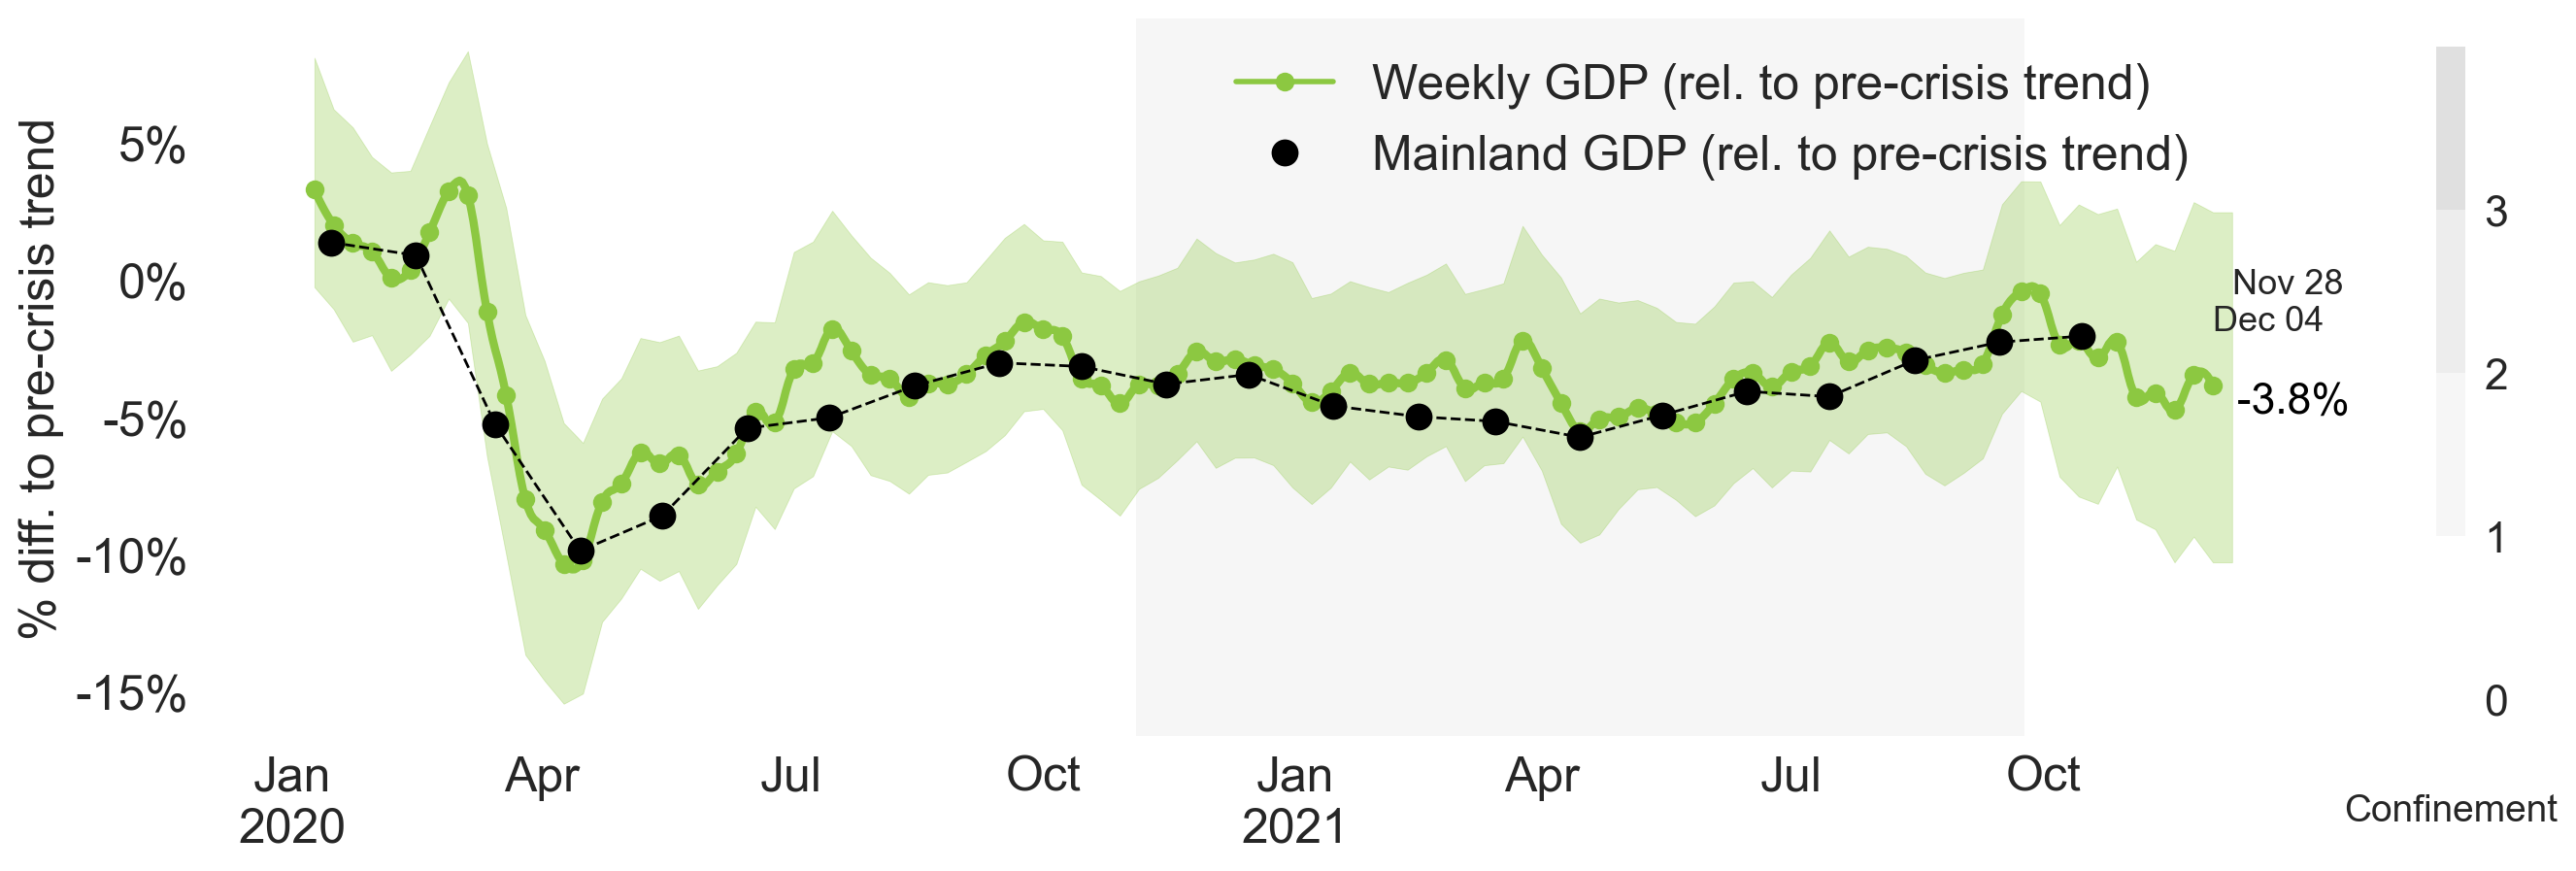 Weekly GDP (rel. to pre-crisis trend)
Mainland GDP (rel. to pre-crisis trend)
% diff. to pre-crisis trend
5%
0%
-5%
-10%
-15%
Nov 28
Dec 04
-3.8%
3
2
1
0
Jan Apr Jul Oct Jan Apr Jul Oct
2020 2021
Confinement